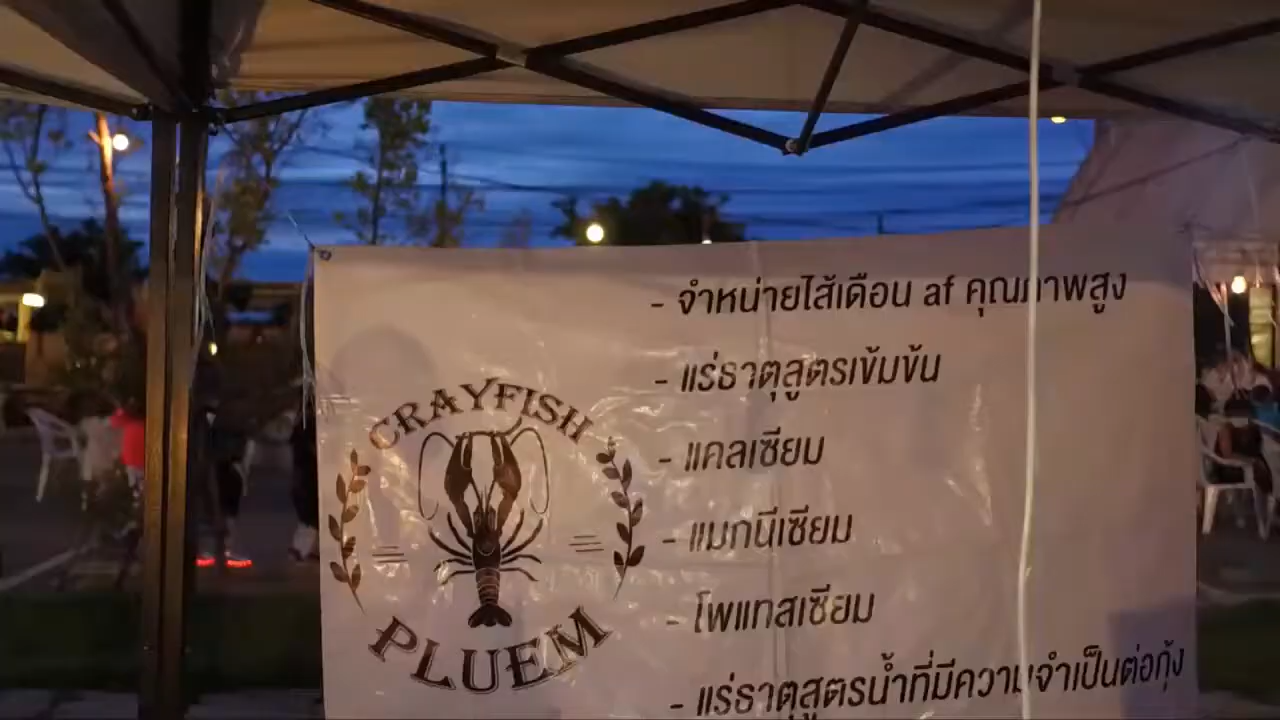 CRAYFISH
PLUEM
- จำหน่ายไส้เดือน af คุณภาพสูง
- แร่ธาตุสูตรเข้มข้น
- แคลเซียม
- แมกนีเซียม
- โพแทสเซียม
- แร่ธาตุสูตรน้ำที่มีความจำเป็นต่อกุ้ง